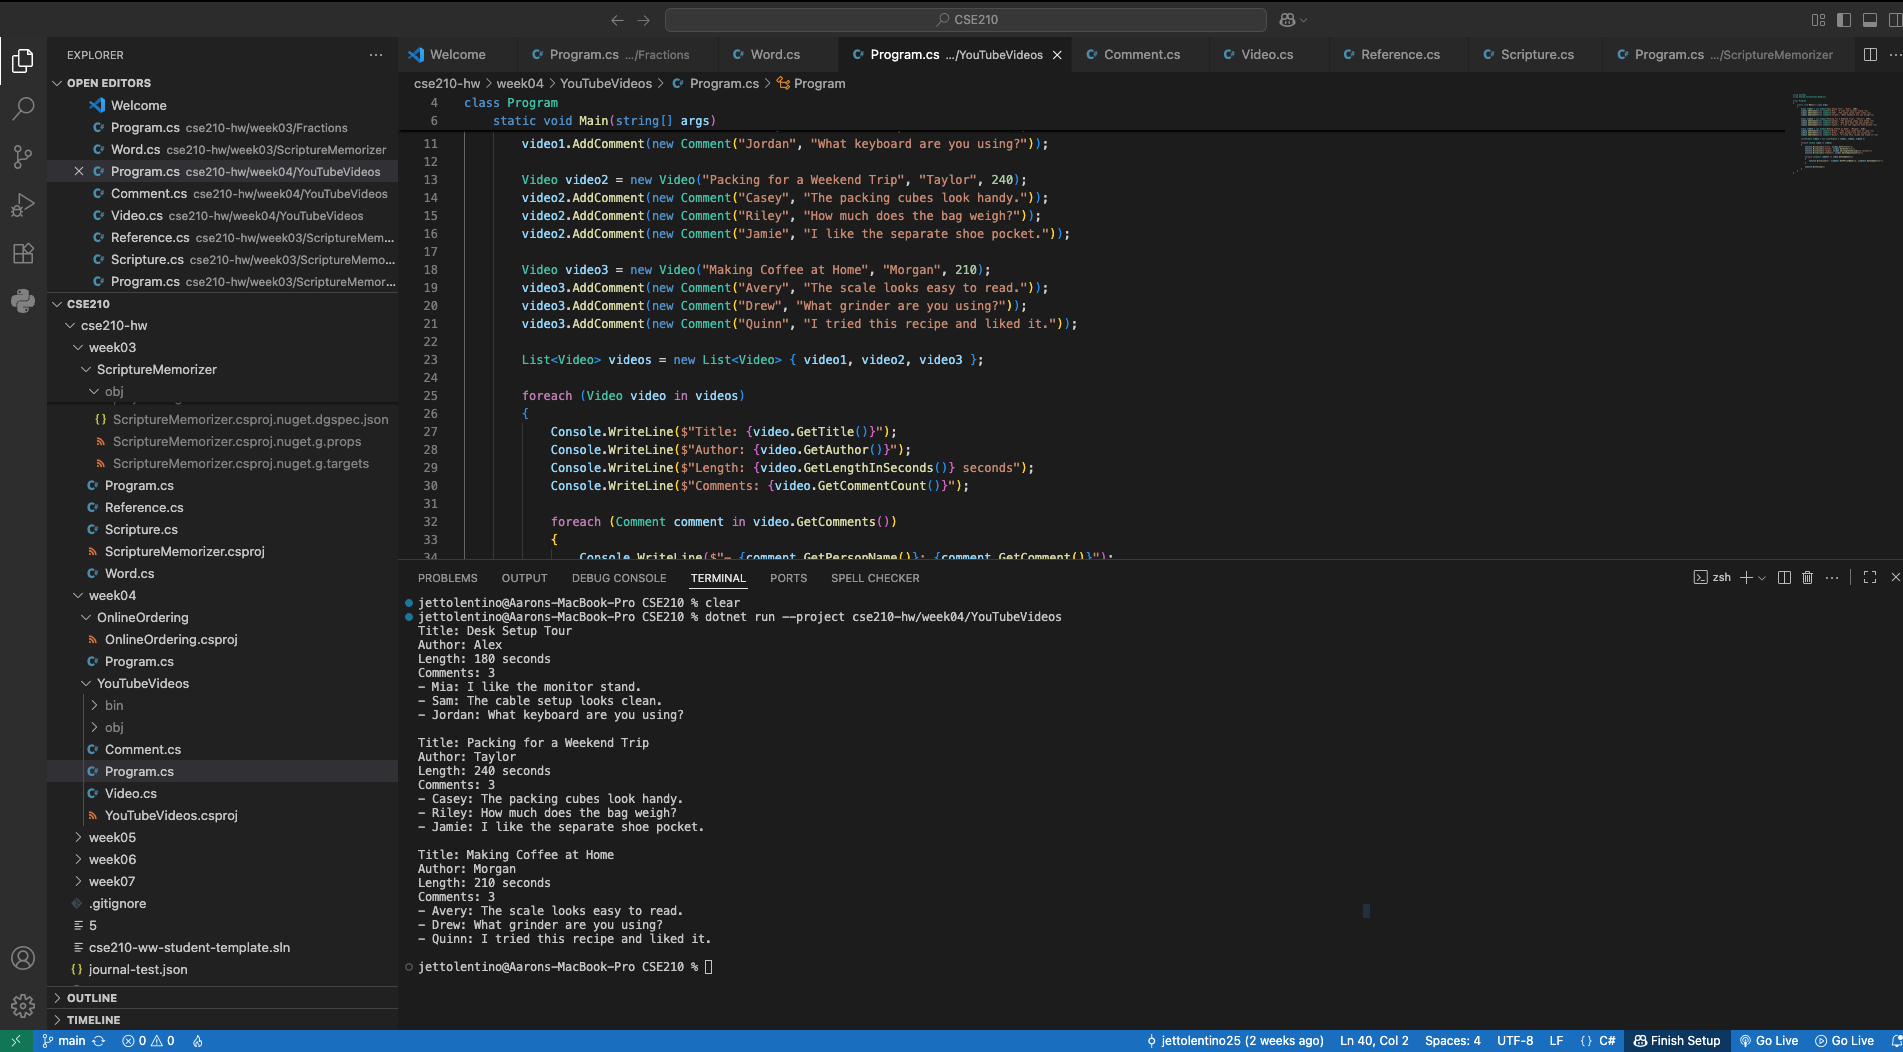 CSE210
EXPLORER
OPEN EDITORS
Welcome
Program.cs cse210-hw/week03/Fractions
Word.cs cse210-hw/week03/ScriptureMemorizer
Program.cs cse210-hw/week04/YouTubeVideos
Comment.cs cse210-hw/week04/YouTubeVideos
Video.cs cse210-hw/week04/YouTubeVideos
Reference.cs cse210-hw/week03/ScriptureMem...
Scripture.cs cse210-hw/week03/ScriptureMemo...
Program.cs cse210-hw/week03/ScriptureMemor...
CSE210
cse210-hw
week03
ScriptureMemorizer
obj
{} ScriptureMemorizer.csproj.nuget.dgspec.json
ScriptureMemorizer.csproj.nuget.g.props
ScriptureMemorizer.csproj.nuget.g.targets
Program.cs
Reference.cs
Scripture.cs
ScriptureMemorizer.csproj
Word.cs
week04
OnlineOrdering
OnlineOrdering.csproj
Program.cs
YouTubeVideos
bin
obj
Comment.cs
Program.cs
Video.cs
YouTubeVideos.csproj
week05
week06
week07
.gitignore
5
cse210-ww-student-template.sln
{} journal-test.json
OUTLINE
TIMELINE
Welcome Program.cs .../Fractions Word.cs Program.cs .../YouTubeVideos Comment.cs Video.cs Reference.cs Scripture.cs Program.cs .../ScriptureMemorizer
cse210-hw > week04 > YouTubeVideos > Program.cs > Program
4 class Program
6 static void Main(string[] args)
11 video1.AddComment(new Comment("Jordan", "What keyboard are you using?"));
12
13 Video video2 = new Video("Packing for a Weekend Trip", "Taylor", 240);
14 video2.AddComment(new Comment("Casey", "The packing cubes look handy."));
15 video2.AddComment(new Comment("Riley", "How much does the bag weigh?"));
16 video2.AddComment(new Comment("Jamie", "I like the separate shoe pocket."));
17
18 Video video3 = new Video("Making Coffee at Home", "Morgan", 210);
19 video3.AddComment(new Comment("Avery", "The scale looks easy to read."));
20 video3.AddComment(new Comment("Drew", "What grinder are you using?"));
21 video3.AddComment(new Comment("Quinn", "I tried this recipe and liked it."));
22
23 List<Video> videos = new List<Video> { video1, video2, video3 };
24
25 foreach (Video video in videos)
26 {
27 Console.WriteLine($"Title: {video.GetTitle()}");
28 Console.WriteLine($"Author: {video.GetAuthor()}");
29 Console.WriteLine($"Length: {video.GetLengthInSeconds()} seconds");
30 Console.WriteLine($"Comments: {video.GetCommentCount()}");
31
32 foreach (Comment comment in video.GetComments())
33 {
34 Console.WriteLine($"- {comment.GetPersonName()}: {comment.GetComment()}");
PROBLEMS OUTPUT DEBUG CONSOLE TERMINAL PORTS SPELL CHECKER zsh
jettolentino@Aarons-MacBook-Pro CSE210 % clear
jettolentino@Aarons-MacBook-Pro CSE210 % dotnet run --project cse210-hw/week04/YouTubeVideos
Title: Desk Setup Tour
Author: Alex
Length: 180 seconds
Comments: 3
- Mia: I like the monitor stand.
- Sam: The cable setup looks clean.
- Jordan: What keyboard are you using?
Title: Packing for a Weekend Trip
Author: Taylor
Length: 240 seconds
Comments: 3
- Casey: The packing cubes look handy.
- Riley: How much does the bag weigh?
- Jamie: I like the separate shoe pocket.
Title: Making Coffee at Home
Author: Morgan
Length: 210 seconds
Comments: 3
- Avery: The scale looks easy to read.
- Drew: What grinder are you using?
- Quinn: I tried this recipe and liked it.
jettolentino@Aarons-MacBook-Pro CSE210 %
main 0 0 jettolentino25 (2 weeks ago) Ln 40, Col 2 Spaces: 4 UTF-8 LF {} C# Finish Setup Go Live Go Live